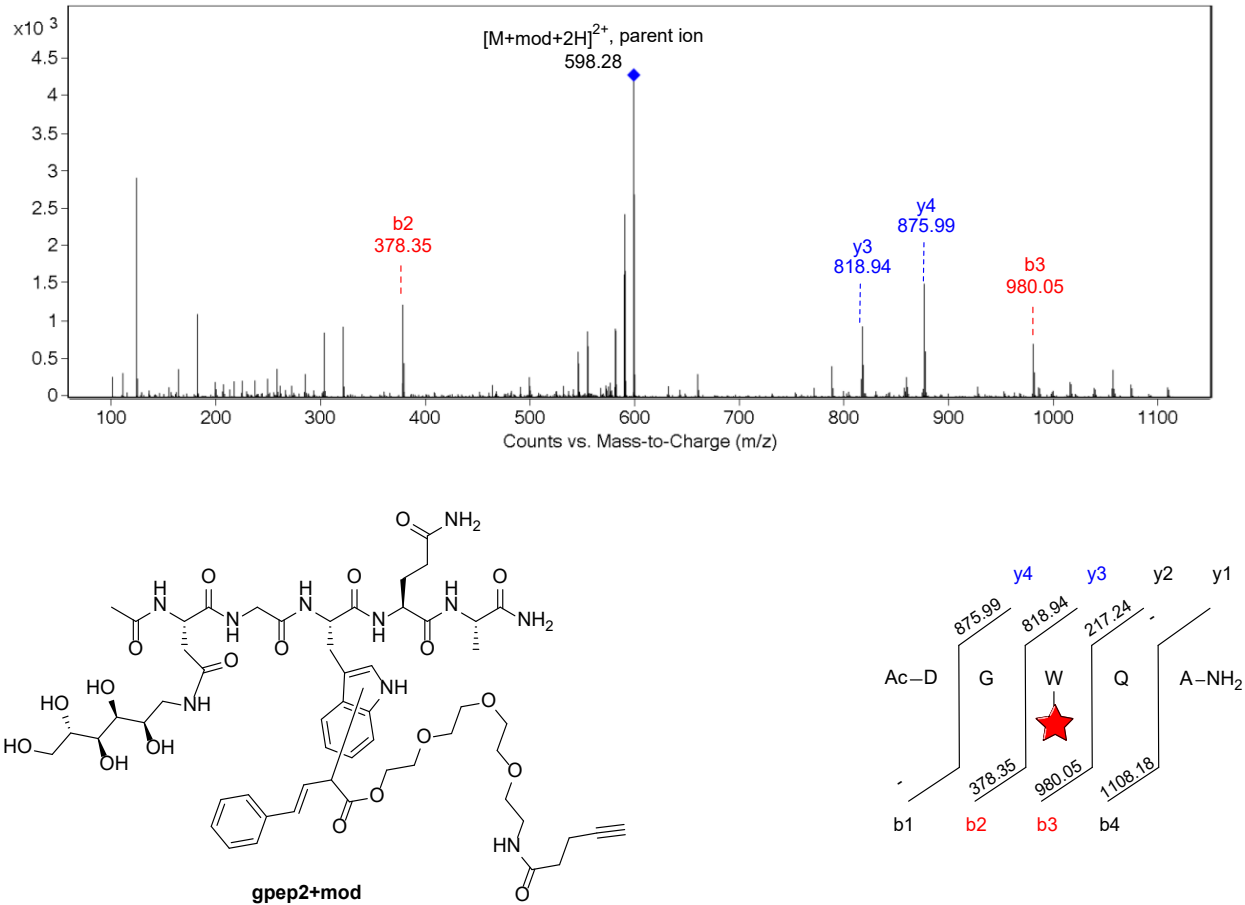 x10 3
[M+mod+2H]2+, parent ion
598.28
4.5
4
3.5
3
2.5
2
1.5
1
0.5
0
b2
378.35
y3
818.94
y4
875.99
b3
980.05
100 200 300 400 500 600 700 800 900 1000 1100
Counts vs. Mass-to-Charge (m/z)
O NH2
H N O H N O H N O
O N H O N H O NH2
O NH
HO HO OH OH HO
NH
O O O O
O
HN
O
gpep2+mod
y4 y3 y2 y1
875.99 818.94 217.24 -
Ac–D G W Q A–NH2
- 378.35 980.05 1108.18
b1 b2 b3 b4